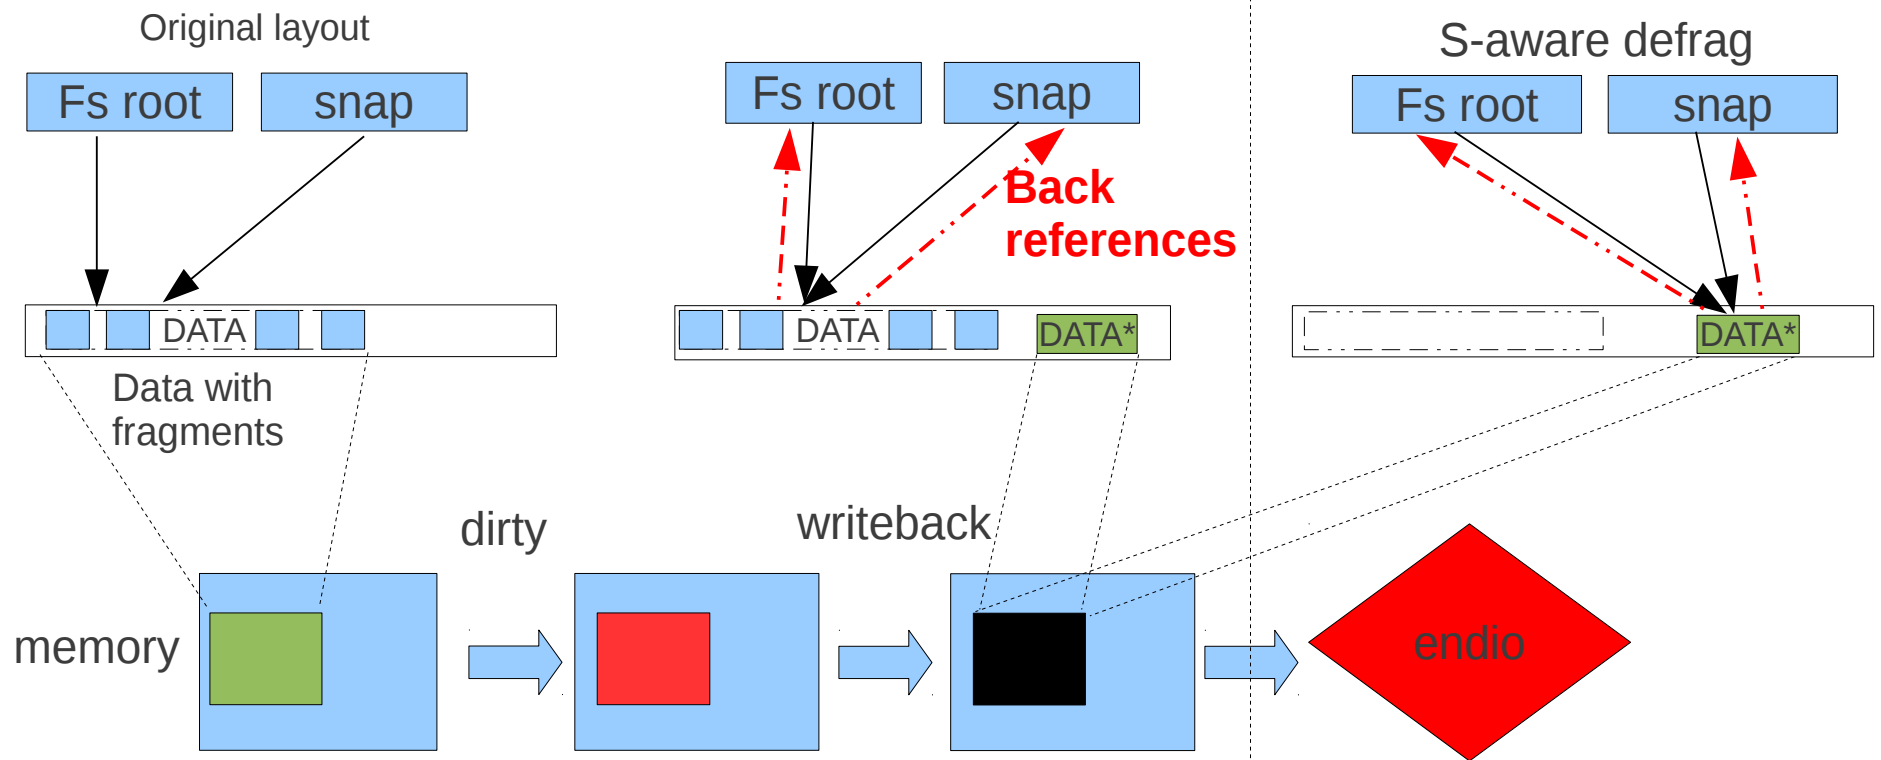 Original layout
Fs root
snap
DATA
Data with
fragments
Fs root
snap
Back
references
DATA
DATA*
S-aware defrag
Fs root
snap
DATA*
memory
dirty
writeback
endio